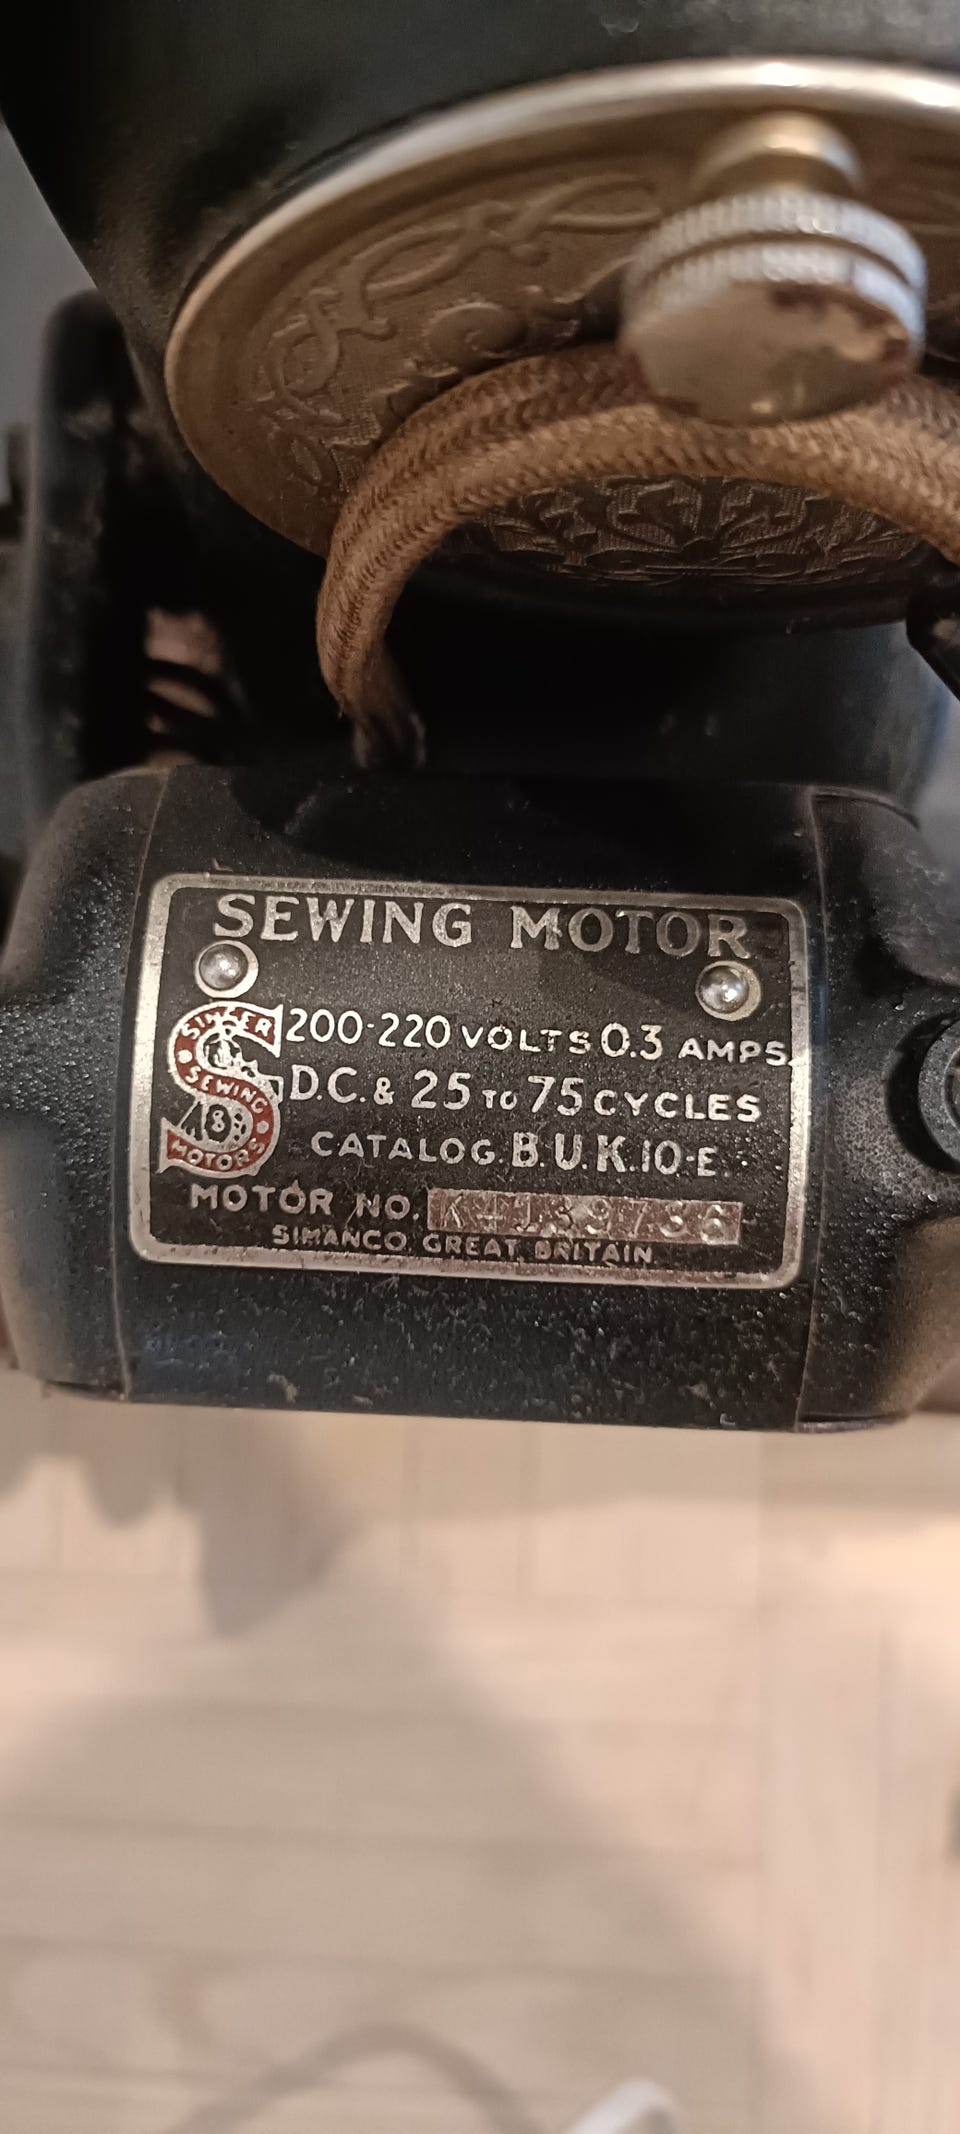 SEWING MOTOR
SINGER
SEWING
MOTORS
200-220 VOLTS 0.3 AMPS.
D.C. & 25 TO 75 CYCLES
CATALOG. B.U.K. 10-E.
MOTOR NO.
SIMANCO, GREAT BRITAIN